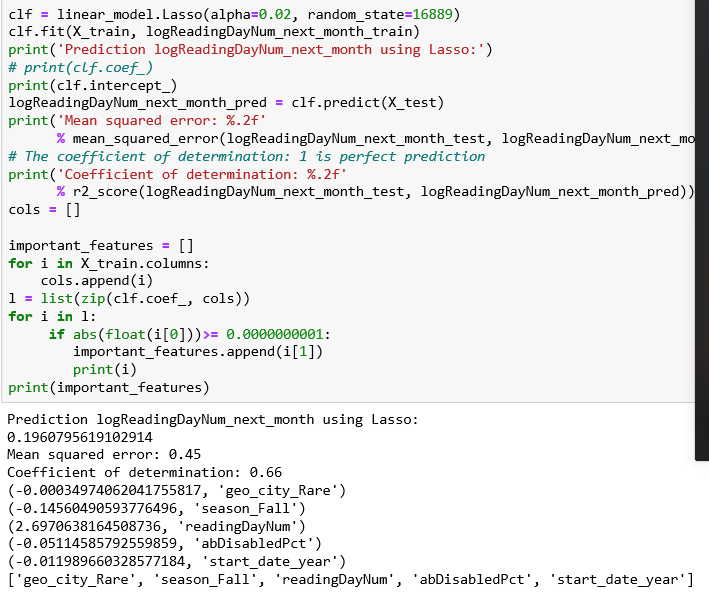 clf = linear_model.Lasso(alpha=0.02, random_state=16889)
clf.fit(X_train, logReadingDayNum_next_month_train)
print('Prediction logReadingDayNum_next_month using Lasso:')
# print(clf.coef_)
print(clf.intercept_)
logReadingDayNum_next_month_pred = clf.predict(X_test)
print('Mean squared error: %.2f'
      % mean_squared_error(logReadingDayNum_next_month_test, logReadingDayNum_next_mo
# The coefficient of determination: 1 is perfect prediction
print('Coefficient of determination: %.2f'
      % r2_score(logReadingDayNum_next_month_test, logReadingDayNum_next_month_pred))
cols = []
important_features = []
for i in X_train.columns:
    cols.append(i)
l = list(zip(clf.coef_, cols))
for i in l:
     if abs(float(i[0]))>= 0.0000000001:
        important_features.append(i[1])
        print(i)
print(important_features)
Prediction logReadingDayNum_next_month using Lasso:
0.1960795619102914
Mean squared error: 0.45
Coefficient of determination: 0.66
(-0.00034974062041755817, 'geo_city_Rare')
(-0.14560490593776496, 'season_Fall')
(2.6970638164508736, 'readingDayNum')
(-0.05114585792559859, 'abDisabledPct')
(-0.011989660328577184, 'start_date_year')
['geo_city_Rare', 'season_Fall', 'readingDayNum', 'abDisabledPct', 'start_date_year']